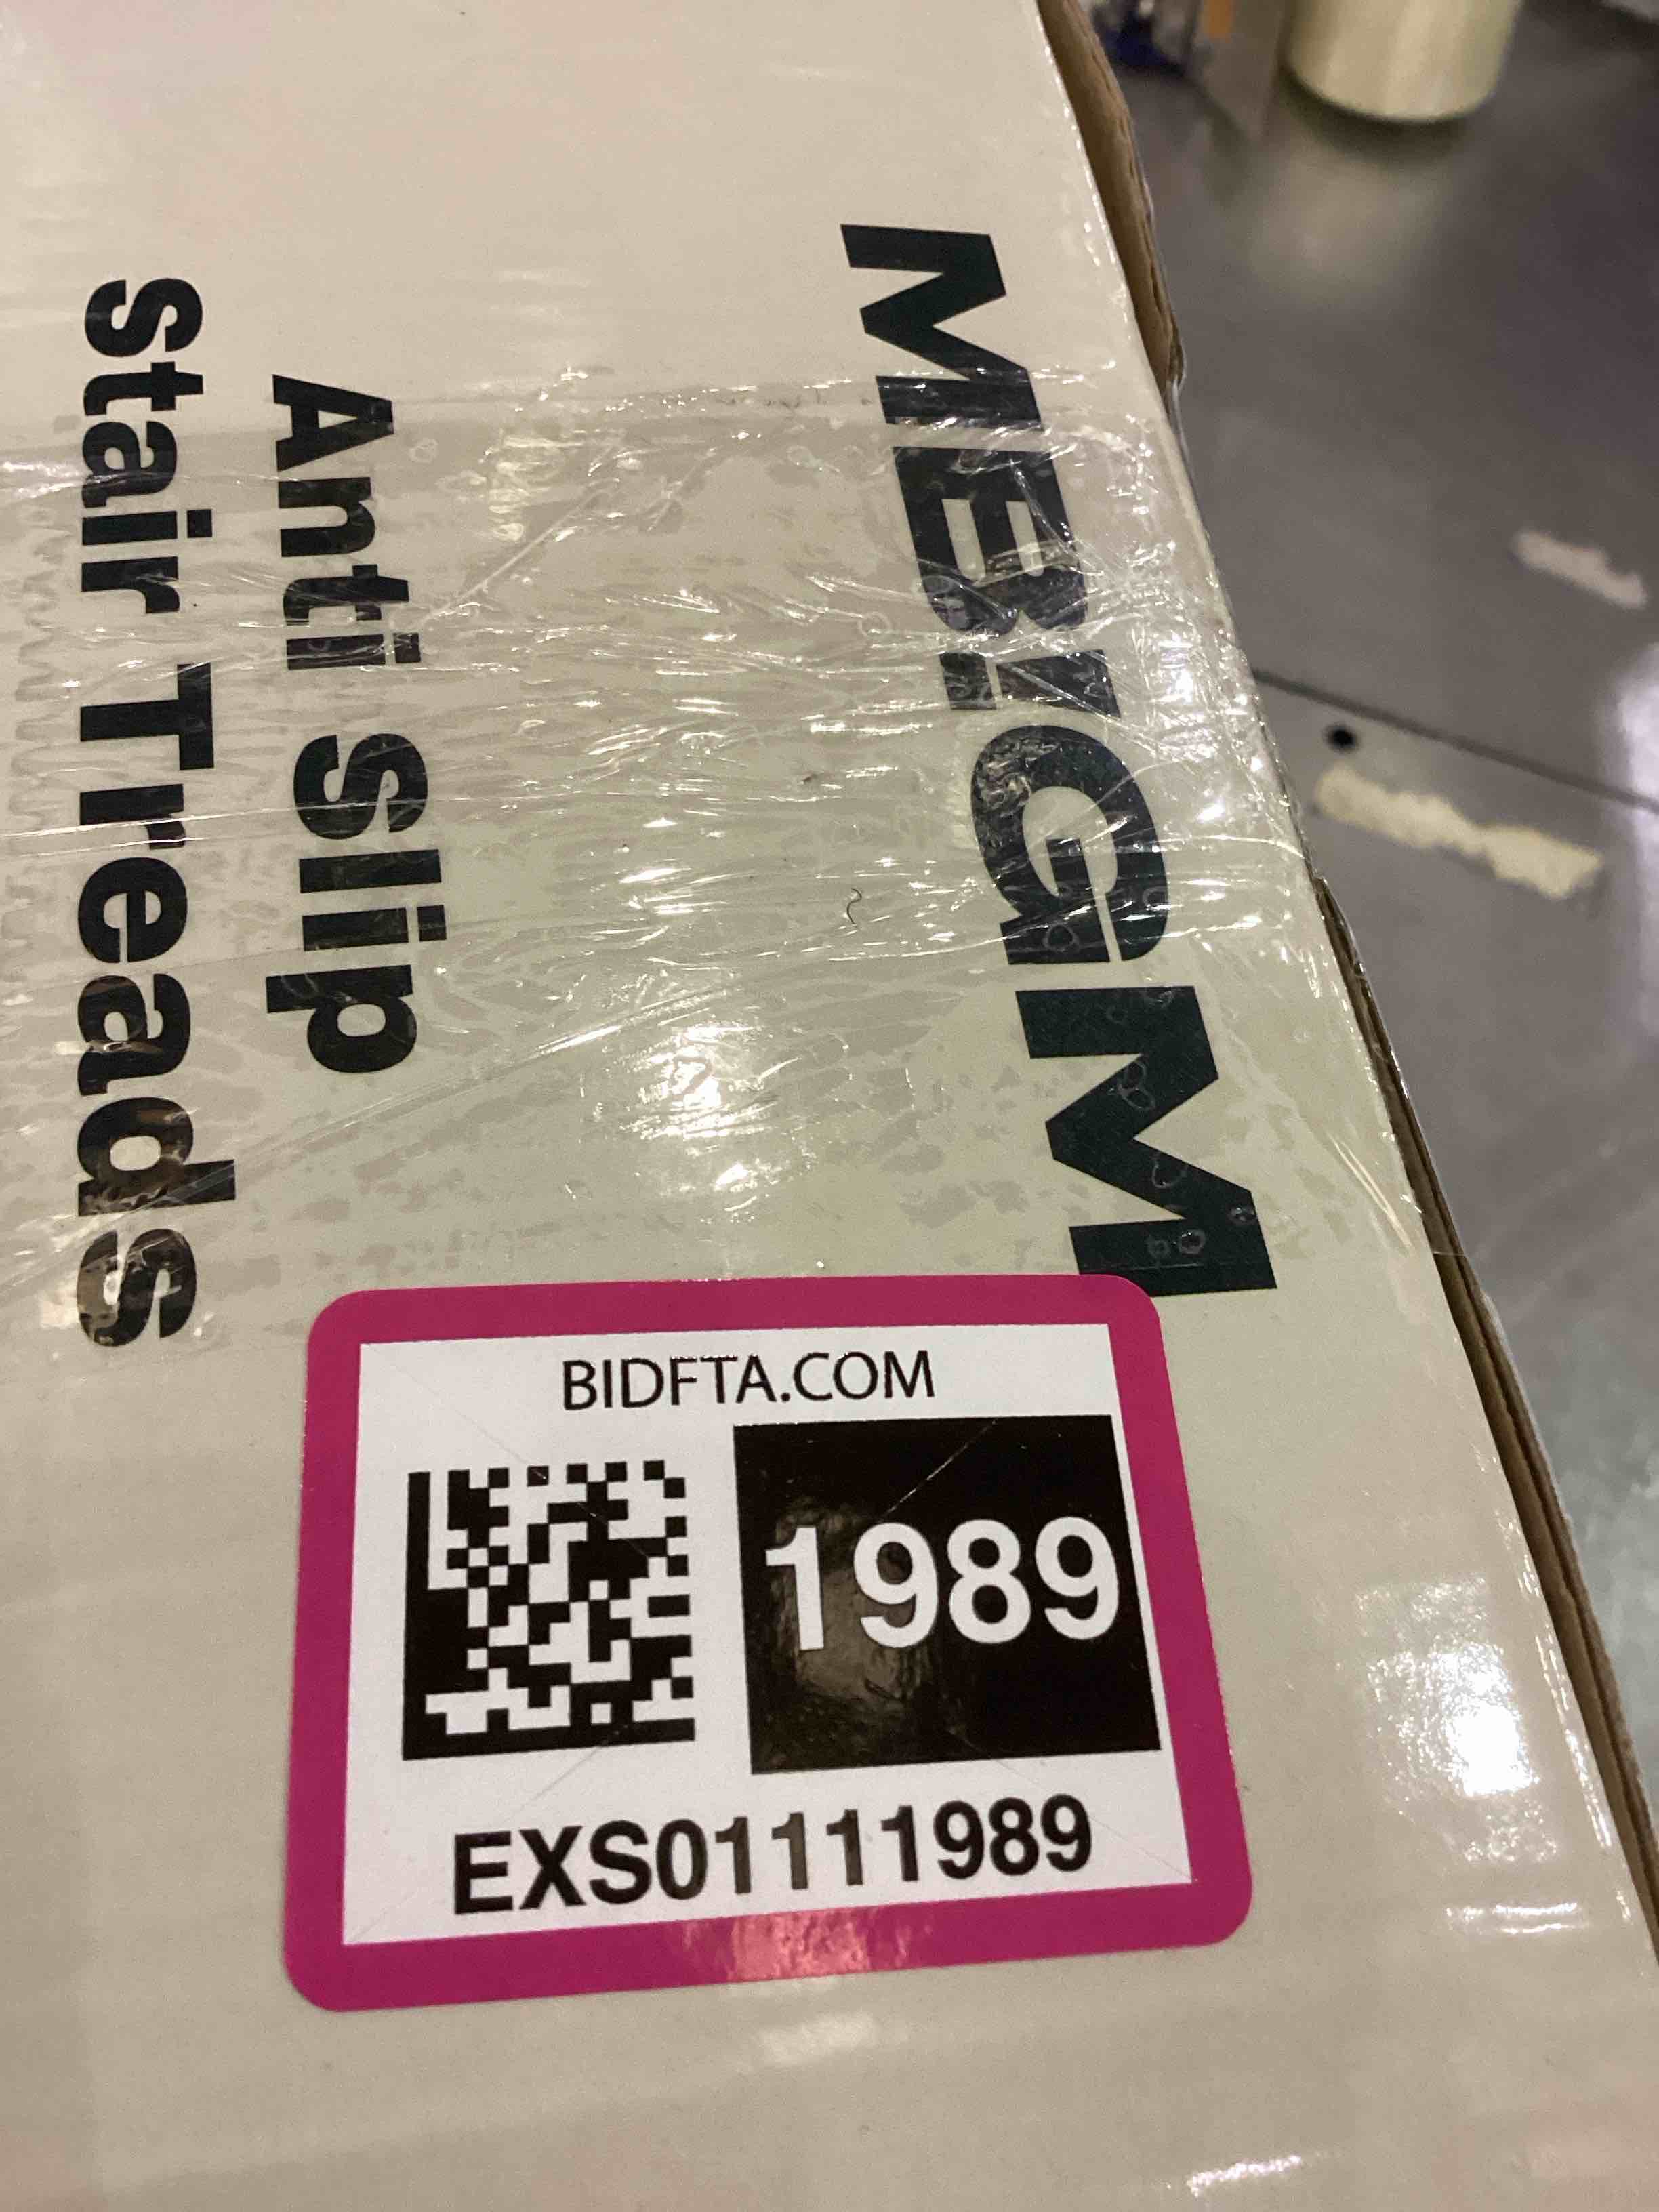 MBIGM
Anti Slip
stair Treads
BIDFTA.COM
1989
EXS01111989